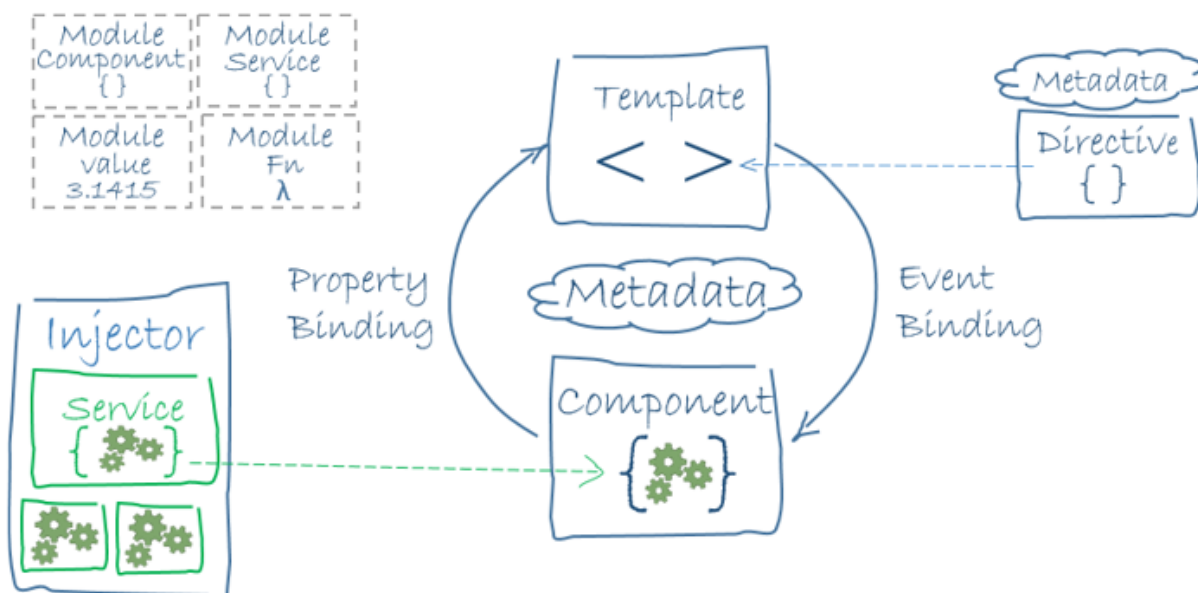 Module
Component
{ }
Module
Service
{ }
Module
value
3.1415
Module
Fn
λ
Template
< >
Metadata
Directive
{ }
Property
Binding
Metadata
Event
Binding
Injector
Service
{ }
Component
{ }